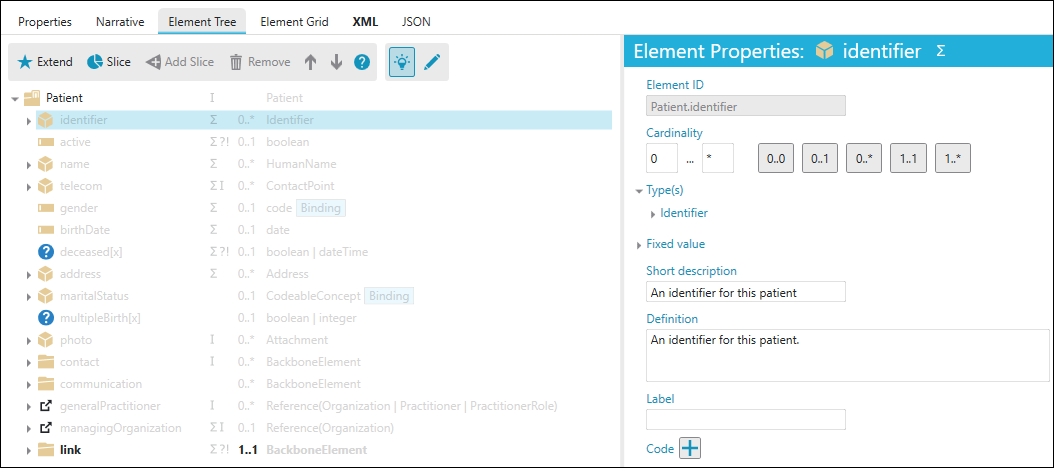 Properties Narrative Element Tree Element Grid XML JSON
Extend Slice Add Slice Remove ?
Patient I Patient
identifier Σ 0..* Identifier
active Σ ?! 0..1 boolean
name Σ 0..* HumanName
telecom Σ I 0..* ContactPoint
gender Σ 0..1 code Binding
birthDate Σ 0..1 date
? deceased[x] Σ ?! 0..1 boolean | dateTime
address Σ 0..* Address
maritalStatus 0..1 CodeableConcept Binding
? multipleBirth[x] 0..1 boolean | integer
photo I 0..* Attachment
contact I 0..* BackboneElement
communication 0..* BackboneElement
generalPractitioner I 0..* Reference(Organization | Practitioner | PractitionerRole)
managingOrganization Σ I 0..1 Reference(Organization)
link Σ ?! 1..1 BackboneElement
Element Properties: identifier Σ
Element ID
Patient.identifier
Cardinality
0 ... * 0..0 0..1 0..* 1..1 1..*
Type(s)
Identifier
Fixed value
Short description
An identifier for this patient
Definition
An identifier for this patient.
Label
Code +